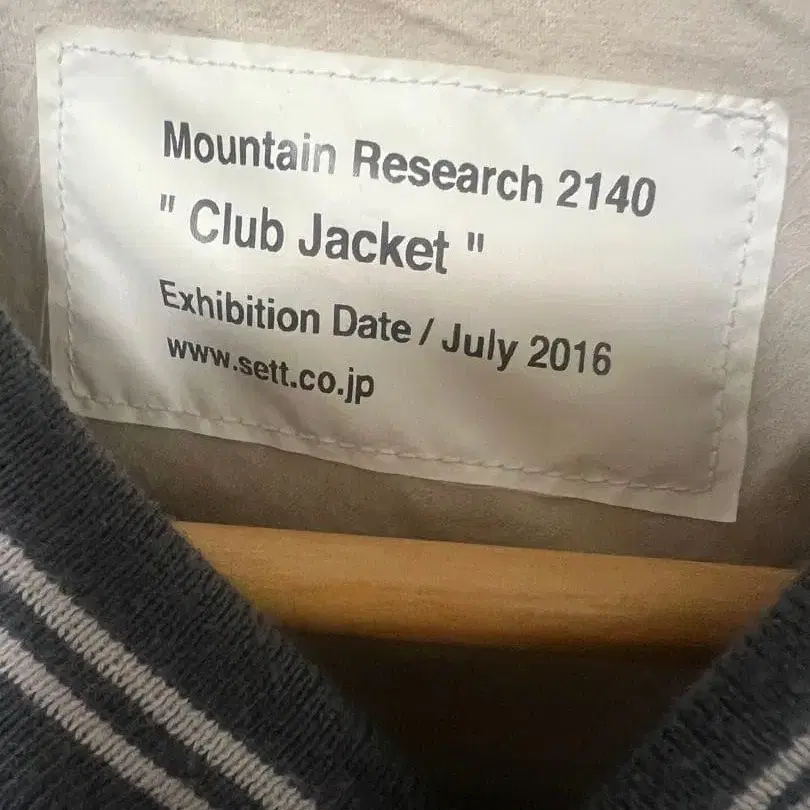 Mountain Research 2140
" Club Jacket "
Exhibition Date / July 2016
www.sett.co.jp